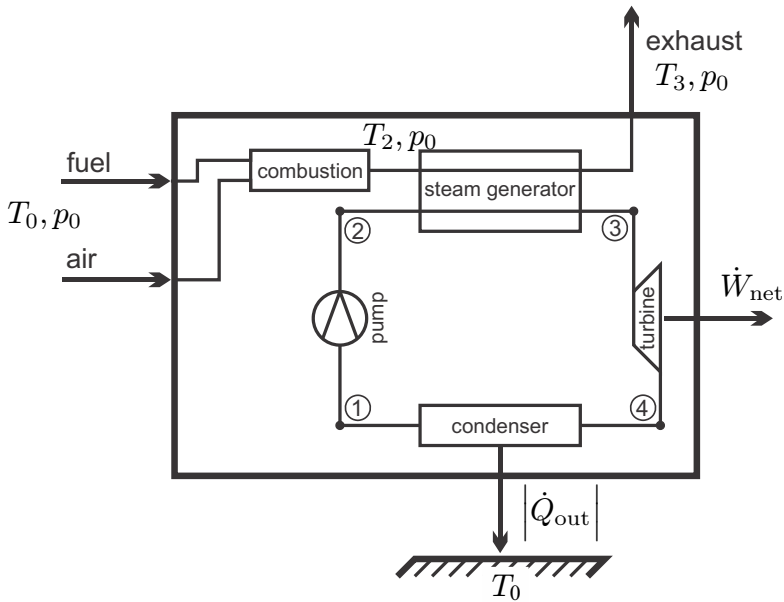 exhaust
T₃, p₀
T₂, p₀
fuel
combustion
steam generator
T₀, p₀
② ③
air
Ẇnet
pump
turbine
① ④
condenser
|Q̇out|
T₀